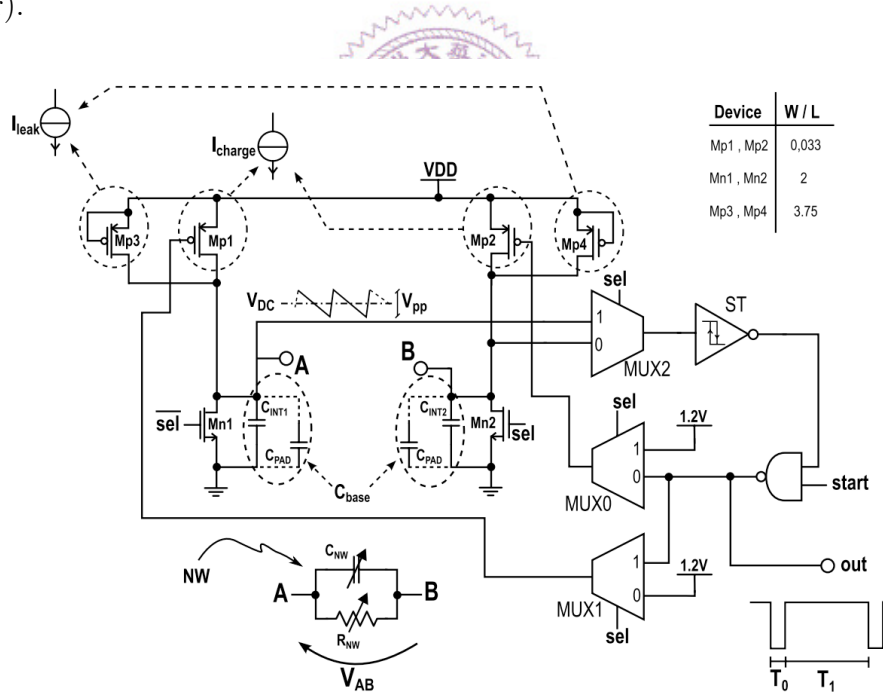 r).
大
Device W / L
Mp1 , Mp2 0,033
Mn1 , Mn2 2
Mp3 , Mp4 3.75
Ileak
Icharge
VDD
Mp3
Mp1
Mp2
Mp4
sel
ST
VDC
Vpp
1
0
MUX2
A
B
sel
Mn1
CINT1
CPAD
CINT2
CPAD
Mn2
sel
Cbase
sel
1.2V
1
0
MUX0
start
out
1.2V
1
0
MUX1
sel
NW
CNW
A
B
RNW
VAB
T0 T1